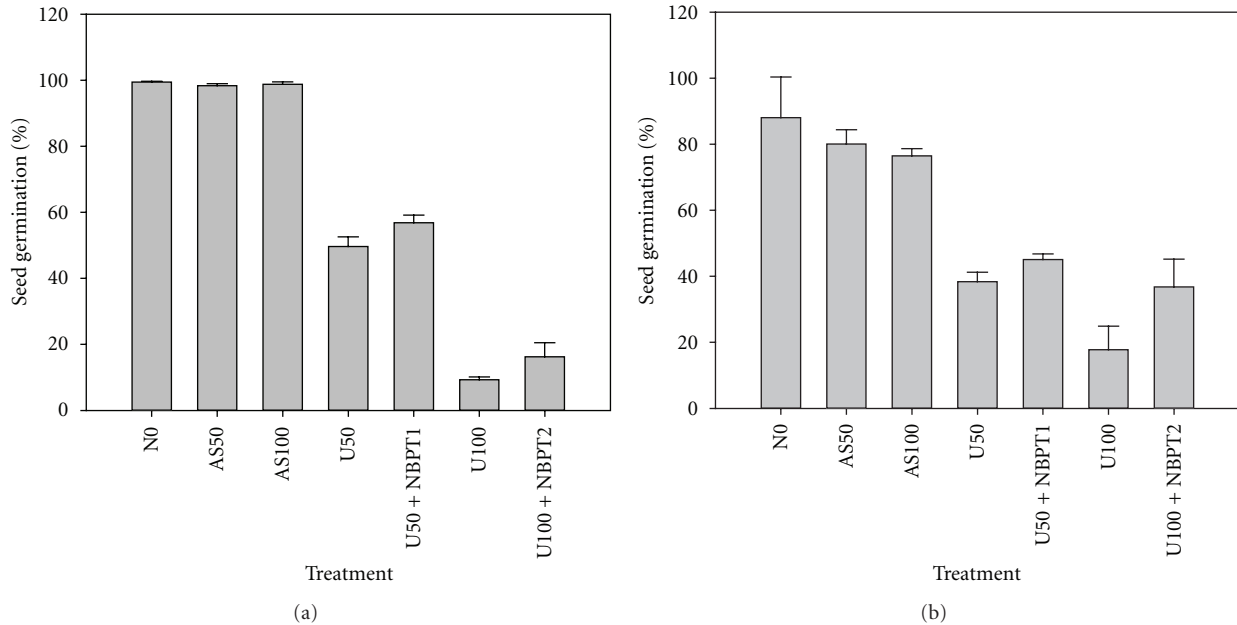 120
100
80
60
40
20
0
Seed germination (%)
N0
AS50
AS100
U50
U50 + NBPT1
U100
U100 + NBPT2
Treatment
(a)
120
100
80
60
40
20
0
Seed germination (%)
N0
AS50
AS100
U50
U50 + NBPT1
U100
U100 + NBPT2
Treatment
(b)